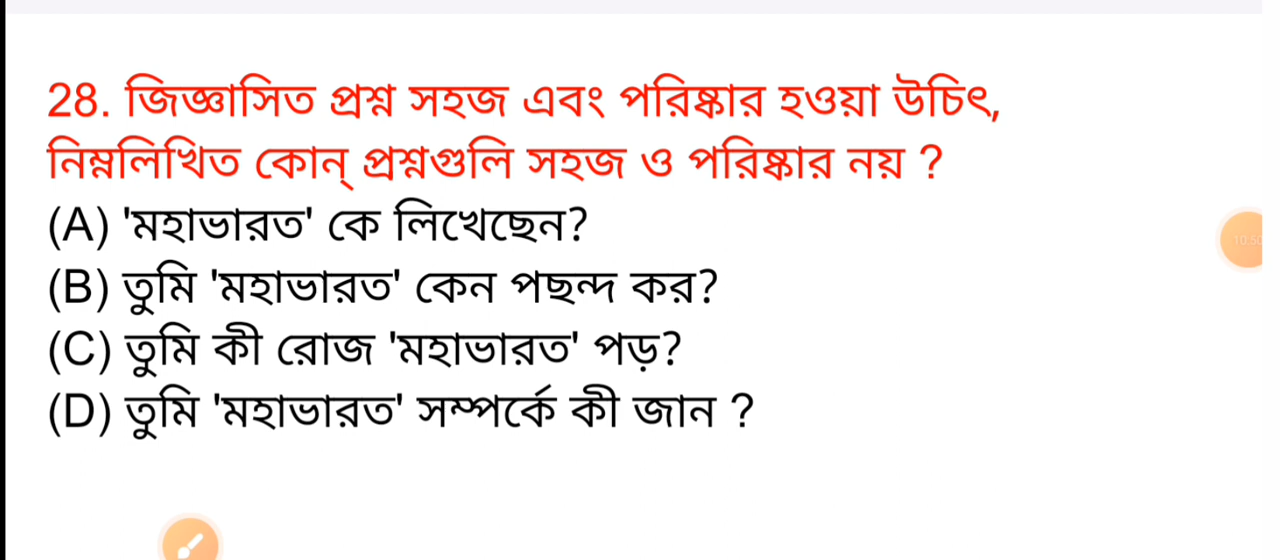 28. জিজ্ঞাসিত প্রশ্ন সহজ এবং পরিষ্কার হওয়া উচিৎ,
নিম্নলিখিত কোন্ প্রশ্নগুলি সহজ ও পরিষ্কার নয় ?
(A) 'মহাভারত' কে লিখেছেন?
(B) তুমি 'মহাভারত' কেন পছন্দ কর?
(C) তুমি কী রোজ 'মহাভারত' পড়?
(D) তুমি 'মহাভারত' সম্পর্কে কী জান ?